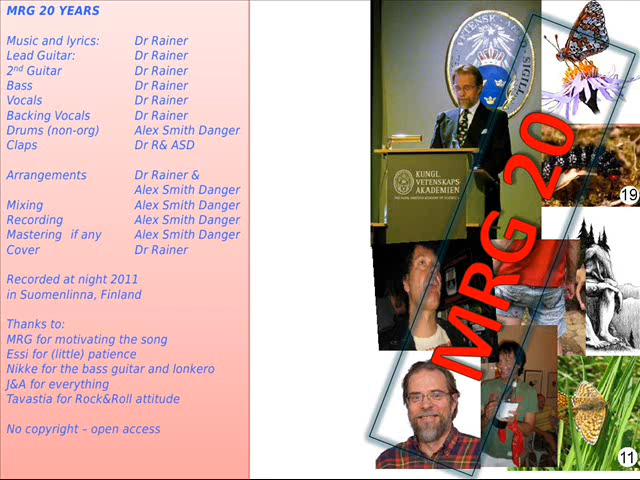 MRG 20 YEARS
Music and lyrics: Dr Rainer
Lead Guitar: Dr Rainer
2nd Guitar Dr Rainer
Bass Dr Rainer
Vocals Dr Rainer
Backing Vocals Dr Rainer
Drums (non-org) Alex Smith Danger
Claps Dr R& ASD
Arrangements Dr Rainer &
Alex Smith Danger
Mixing Alex Smith Danger
Recording Alex Smith Danger
Mastering if any Alex Smith Danger
Cover Dr Rainer
Recorded at night 2011
in Suomenlinna, Finland
Thanks to:
MRG for motivating the song
Essi for (little) patience
Nikke for the bass guitar and lonkero
J&A for everything
Tavastia for Rock&Roll attitude
No copyright – open access
KUNGL.
VETENSKAPS
AKADEMIEN
MRG 20
19
11